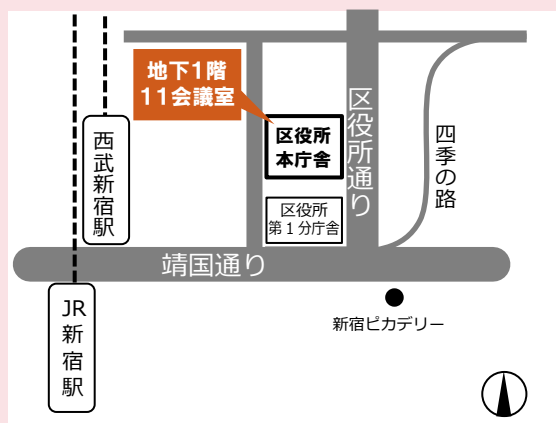 地下1階
11会議室
区役所
本庁舎
区役所通り
四季の路
西武新宿駅
区役所
第1分庁舎
靖国通り
JR
新宿駅
新宿ピカデリー